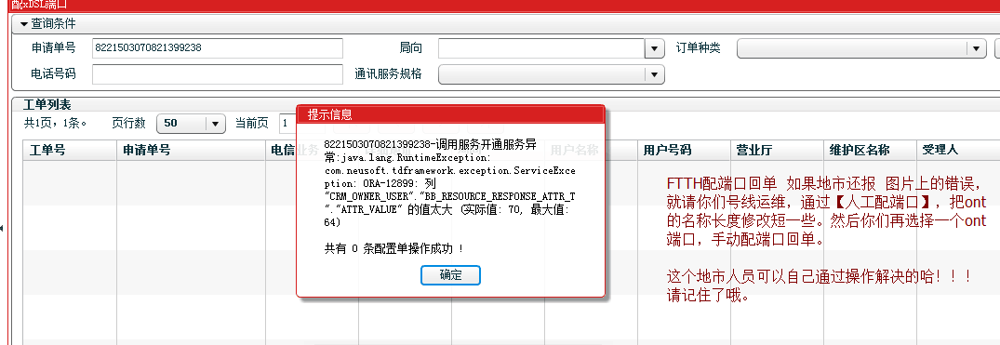 配xDSL端口
查询条件
申请单号 8221503070821399238 局向 订单种类
电话号码 通讯服务规格
工单列表
共1页，1条。 页行数 50 当前页 1
提示信息
工单号 申请单号 电信业务 用户名称 用户号码 营业厅 维护区名称 受理人
8221503070821399238-调用服务开通服务异
常:java.lang.RuntimeException:
com.neusoft.tdframework.exception.ServiceExce
ption: ORA-12899: 列
"CRM_OWNER_USER"."BB_RESOURCE_RESPONSE_ATTR_T
"."ATTR_VALUE" 的值太大 (实际值: 70, 最大值:
64)
共有 0 条配置单操作成功 !
确定
FTTH配端口回单 如果地市还报 图片上的错误，
就请你们号线运维，通过【人工配端口】，把ont
的名称长度修改短一些。然后你们再选择一个ont
端口，手动配端口回单。
这个地市人员可以自己通过操作解决的哈！！！
请记住了哦。